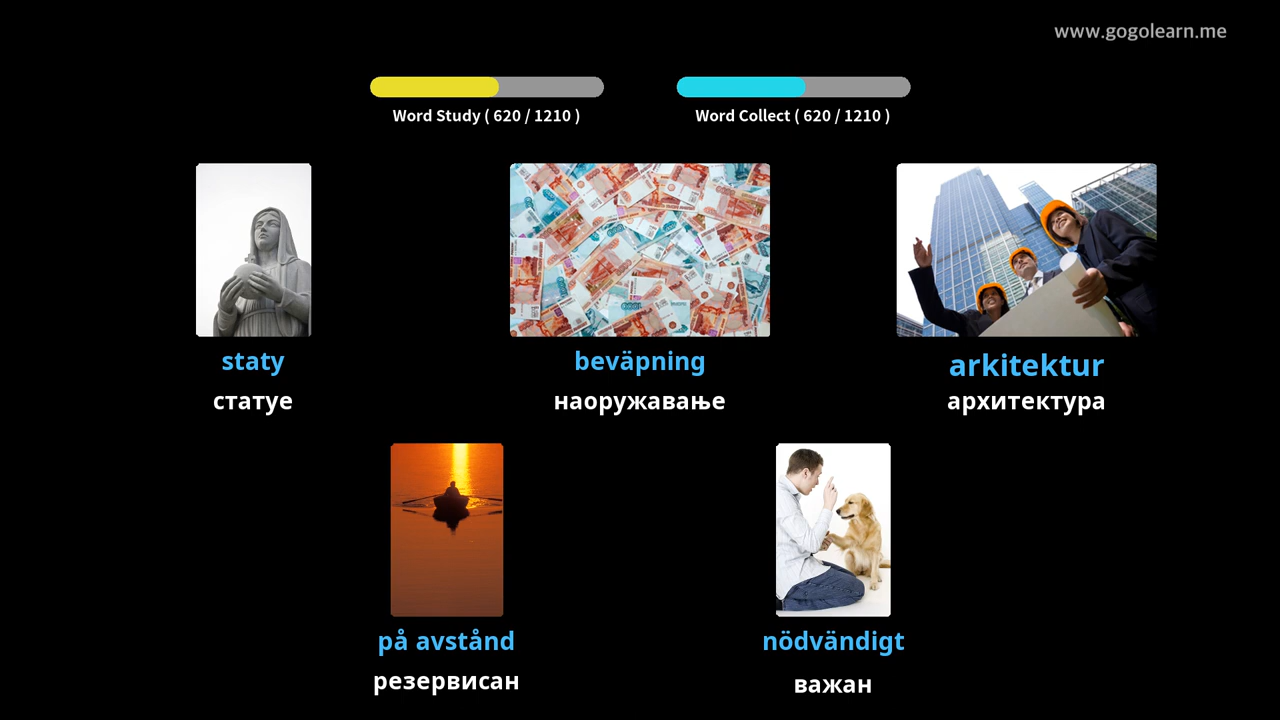 www.gogolearn.me
Word Study ( 620 / 1210 )
Word Collect ( 620 / 1210 )
staty
beväpning
arkitektur
статуе
наоружавање
архитектура
på avstånd
nödvändigt
резервисан
важан